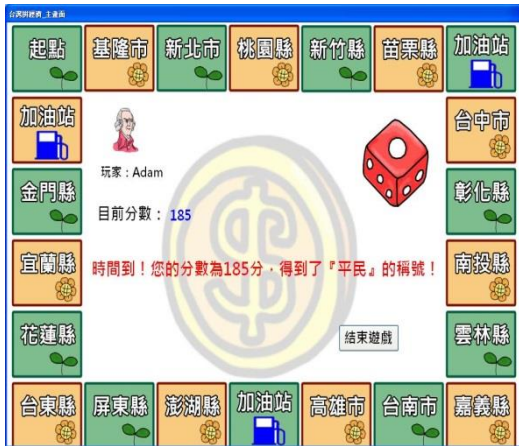 台灣拼經濟_主畫面
起點 基隆市 新北市 桃園縣 新竹縣 苗栗縣 加油站
加油站 台中市
玩家：Adam
金門縣 彰化縣
目前分數： 185
宜蘭縣 時間到！您的分數為185分，得到了『平民』的稱號！ 南投縣
花蓮縣 結束遊戲 雲林縣
台東縣 屏東縣 澎湖縣 加油站 高雄市 台南市 嘉義縣